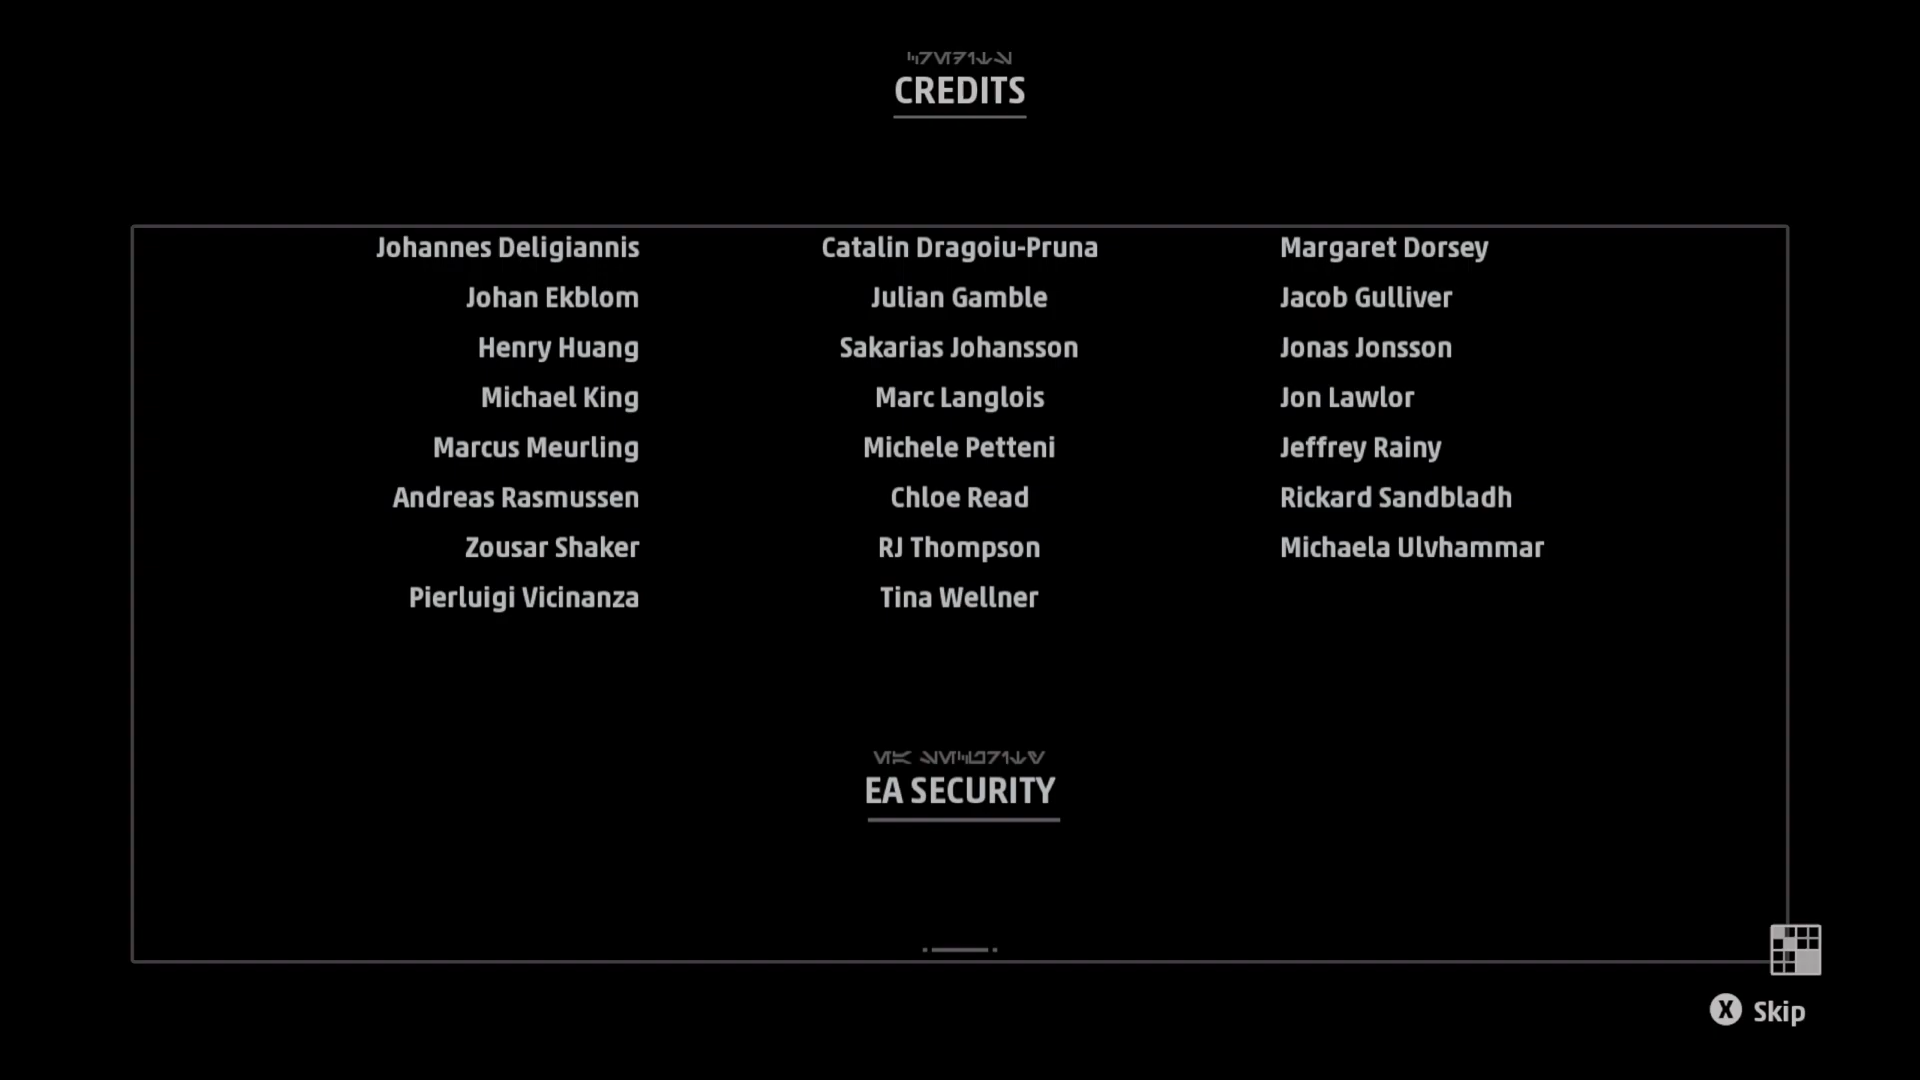 CREDITS
Johannes Deligiannis Catalin Dragoiu-Pruna Margaret Dorsey
Johan Ekblom Julian Gamble Jacob Gulliver
Henry Huang Sakarias Johansson Jonas Jonsson
Michael King Marc Langlois Jon Lawlor
Marcus Meurling Michele Petteni Jeffrey Rainy
Andreas Rasmussen Chloe Read Rickard Sandbladh
Zousar Shaker RJ Thompson Michaela Ulvhammar
Pierluigi Vicinanza Tina Wellner
EA SECURITY
X Skip